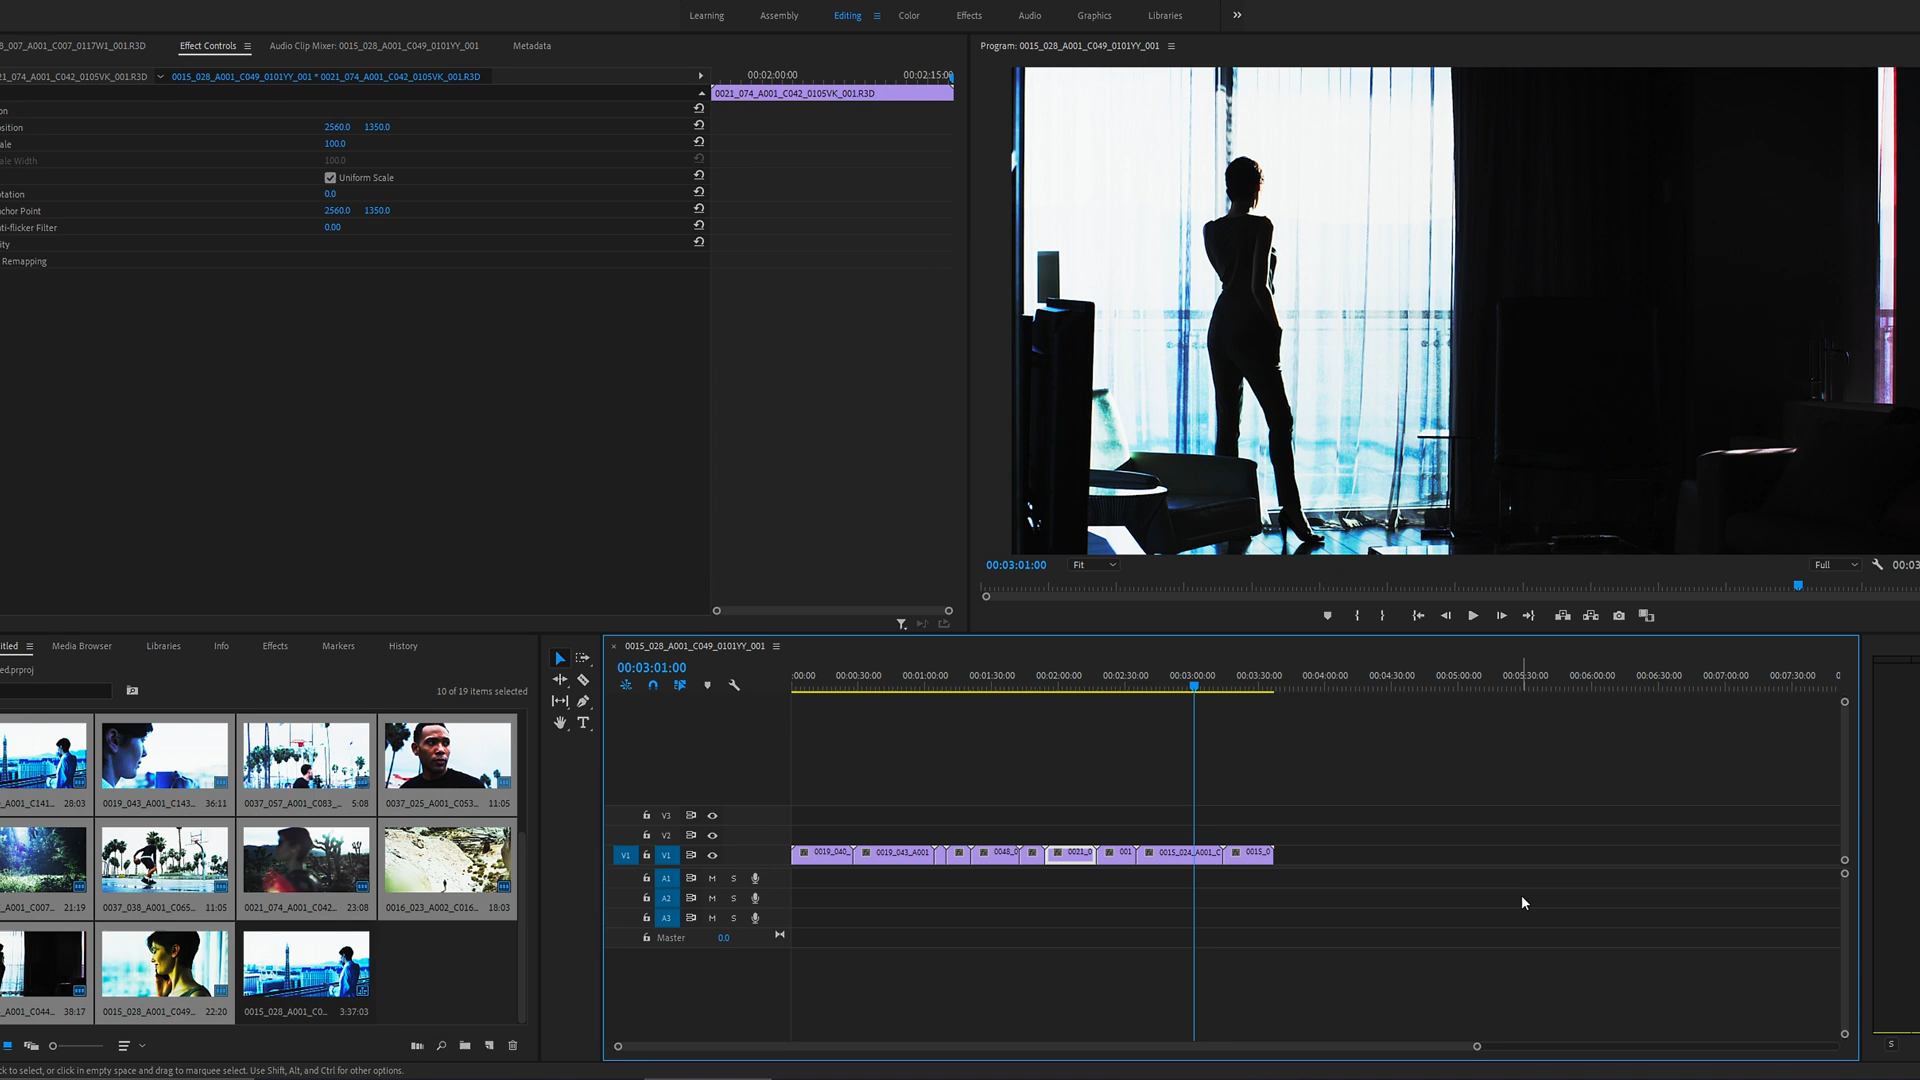 Learning Assembly Editing Color Effects Audio Graphics Libraries
8_007_A001_C007_0117W1_001.R3D Effect Controls Audio Clip Mixer: 0015_028_A001_C049_0101YY_001 Metadata
21_074_A001_C042_0105VK_001.R3D 0015_028_A001_C049_0101YY_001 * 0021_074_A001_C042_0105VK_001.R3D
00:02:00:00 00:02:15:00
0021_074_A001_C042_0105VK_001.R3D
on
osition 2560.0 1350.0
ale 100.0
ale Width 100.0
Uniform Scale
otation 0.0
chor Point 2560.0 1350.0
ti-flicker Filter 0.00
ity
Remapping
Program: 0015_028_A001_C049_0101YY_001
00:03:01:00 Fit Full 00:03
itled Media Browser Libraries Info Effects Markers History
ed.prproj
10 of 19 items selected
_A001_C141... 28:03 0019_043_A001_C143... 36:11 0037_057_A001_C083_... 5:08 0037_025_A001_C053... 11:05
_A001_C007... 21:19 0037_038_A001_C065... 11:05 0021_074_A001_C042... 23:08 0016_023_A002_C016... 18:03
_A001_C044... 38:17 0015_028_A001_C049... 22:20 0015_028_A001_C0... 3:37:03
ck to select, or click in empty space and drag to marquee select. Use Shift, Alt, and Ctrl for other options.
× 0015_028_A001_C049_0101YY_001
00:03:01:00
:00:00 00:00:30:00 00:01:00:00 00:01:30:00 00:02:00:00 00:02:30:00 00:03:00:00 00:03:30:00 00:04:00:00 00:04:30:00 00:05:00:00 00:05:30:00 00:06:00:00 00:06:30:00 00:07:00:00 00:07:30:00 0
V3
V2
V1 V1 0019_040_ 0019_043_A001 0048_0 0021_0 001 0015_024_A001_C 0015_0
A1 M S
A2 M S
A3 M S
Master 0.0
S